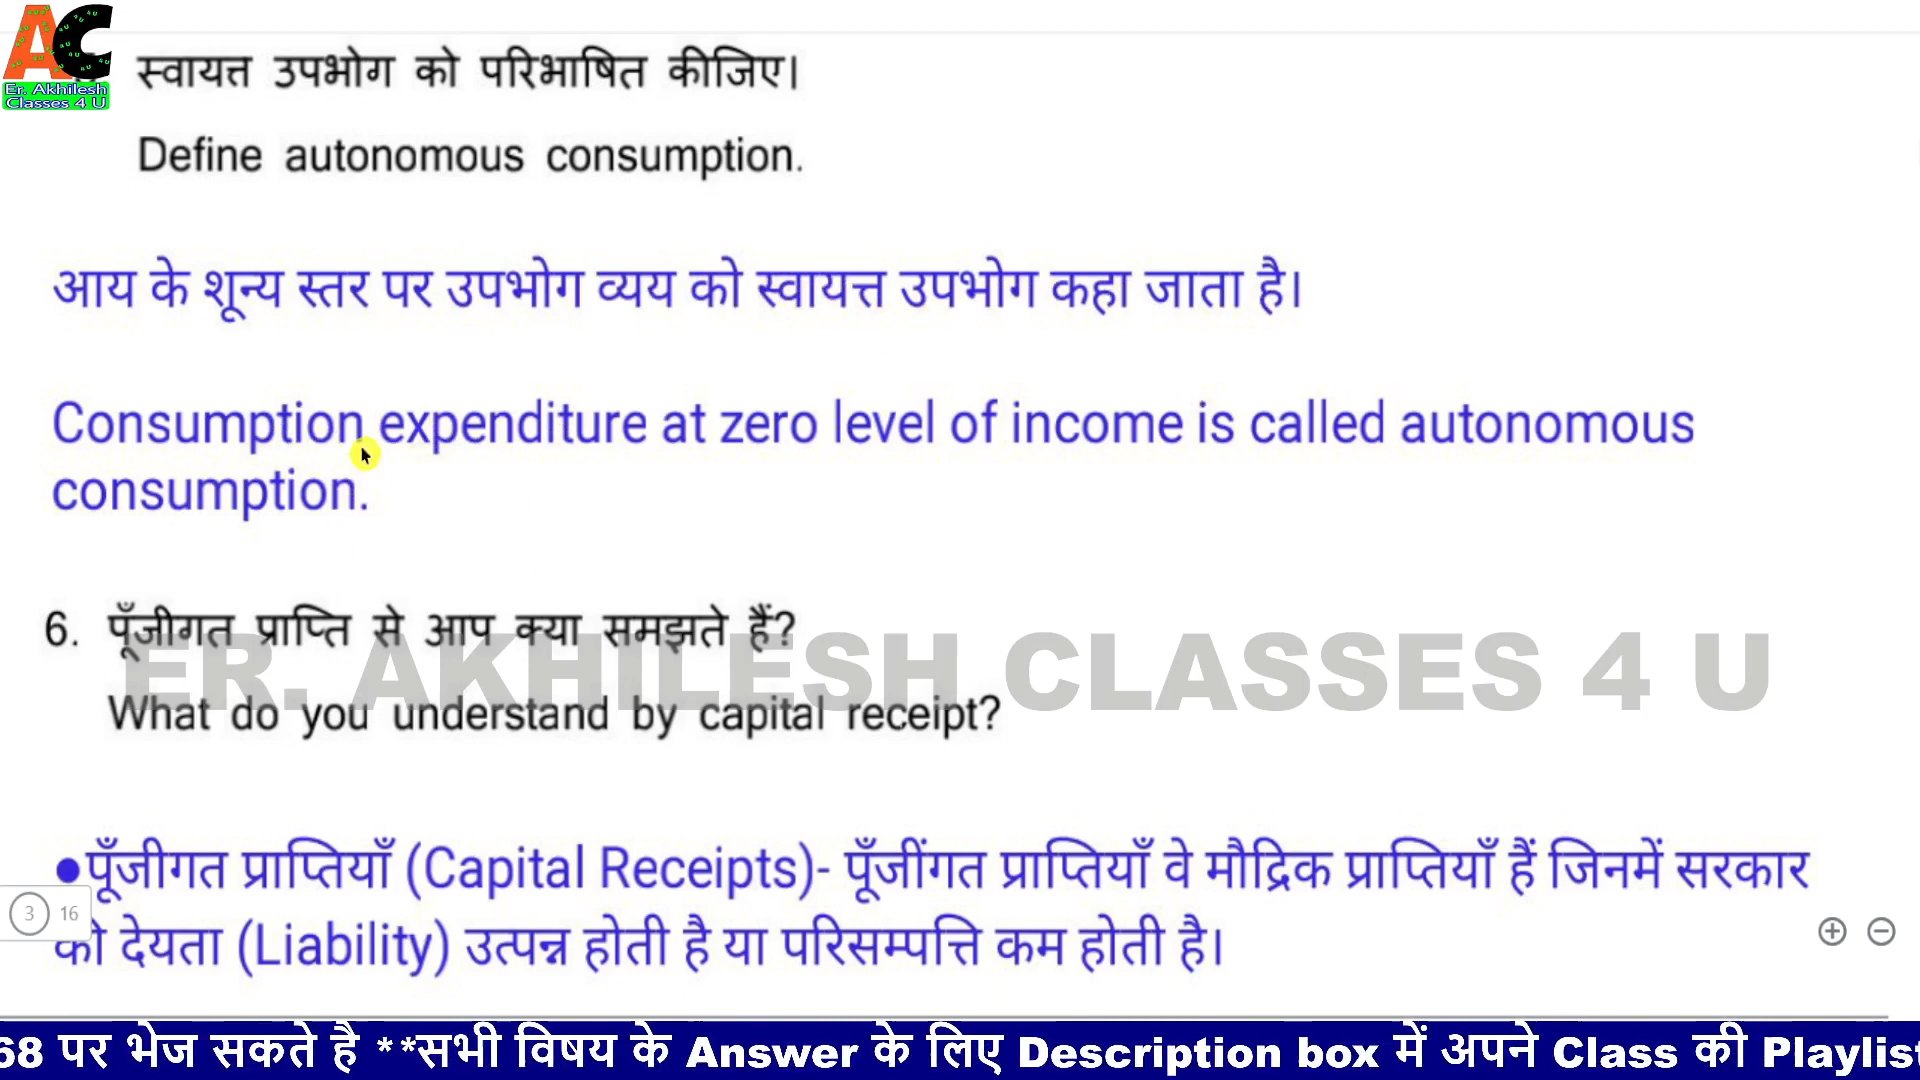 AC
Er. Akhilesh
Classes 4 U
स्वायत्त उपभोग को परिभाषित कीजिए।
Define autonomous consumption.
आय के शून्य स्तर पर उपभोग व्यय को स्वायत्त उपभोग कहा जाता है।
Consumption expenditure at zero level of income is called autonomous
consumption.
6. पूँजीगत प्राप्ति से आप क्या समझते हैं?
ER. AKHILESH CLASSES 4 U
What do you understand by capital receipt?
●पूँजीगत प्राप्तियाँ (Capital Receipts)- पूँजींगत प्राप्तियाँ वे मौद्रिक प्राप्तियाँ हैं जिनमें सरकार
की देयता (Liability) उत्पन्न होती है या परिसम्पत्ति कम होती है।
3 16
68 पर भेज सकते है **सभी विषय के Answer के लिए Description box में अपने Class की Playlist